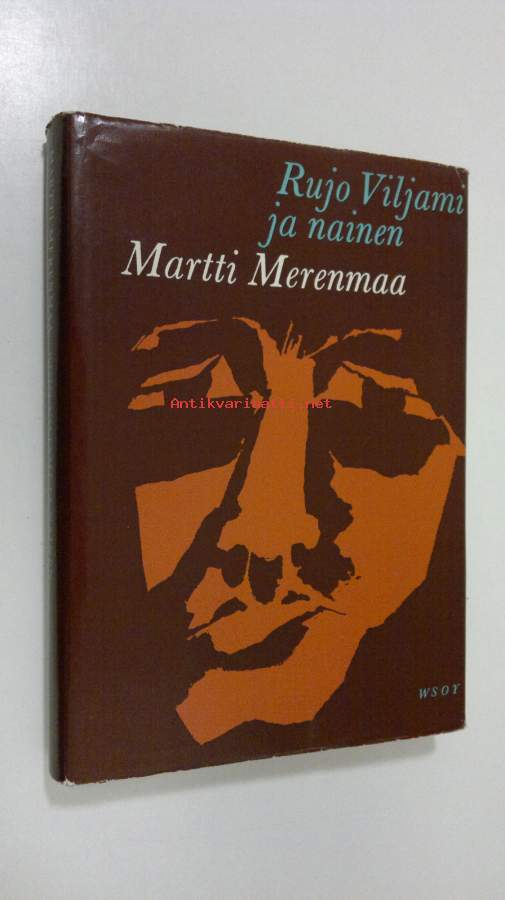 Rujo Viljami
ja nainen
Martti Merenmaa
Antikvariaatti.net
WSOY